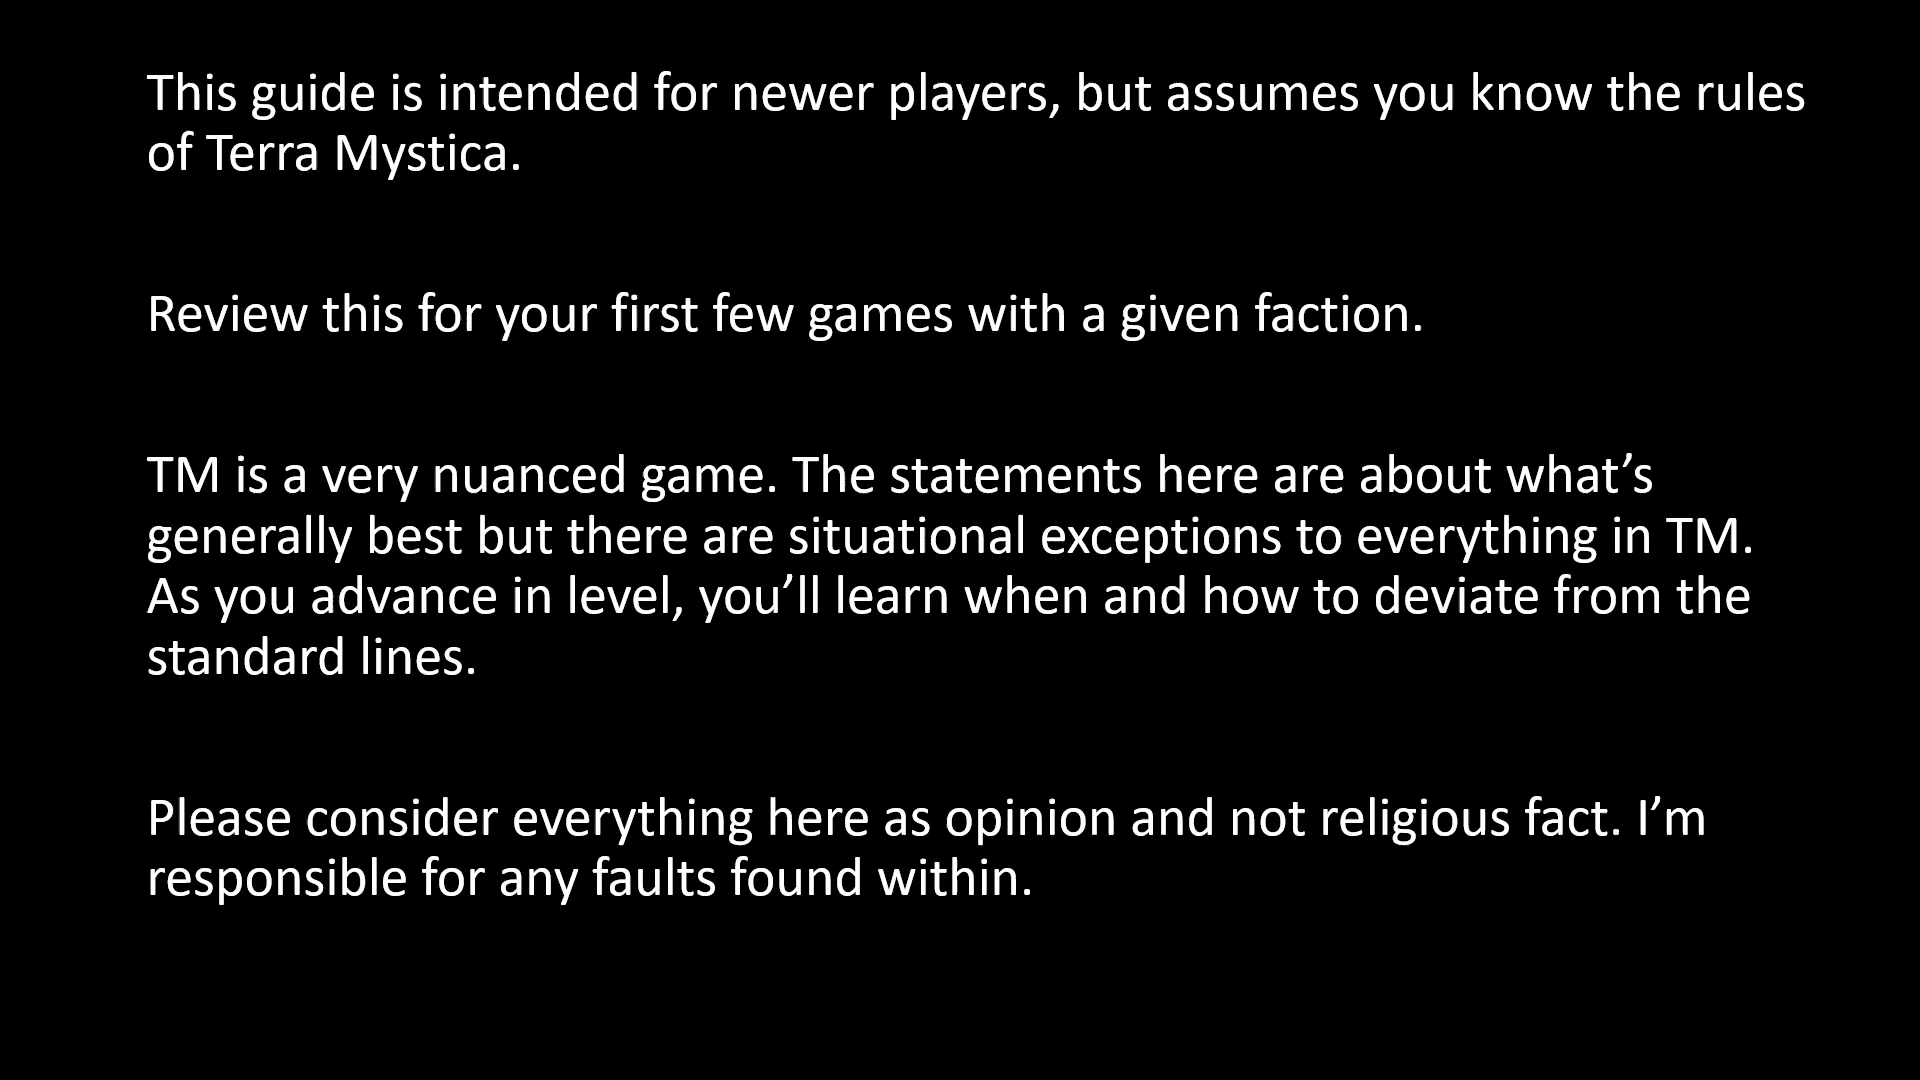 This guide is intended for newer players, but assumes you know the rules
of Terra Mystica.
Review this for your first few games with a given faction.
TM is a very nuanced game. The statements here are about what’s
generally best but there are situational exceptions to everything in TM.
As you advance in level, you’ll learn when and how to deviate from the
standard lines.
Please consider everything here as opinion and not religious fact. I’m
responsible for any faults found within.